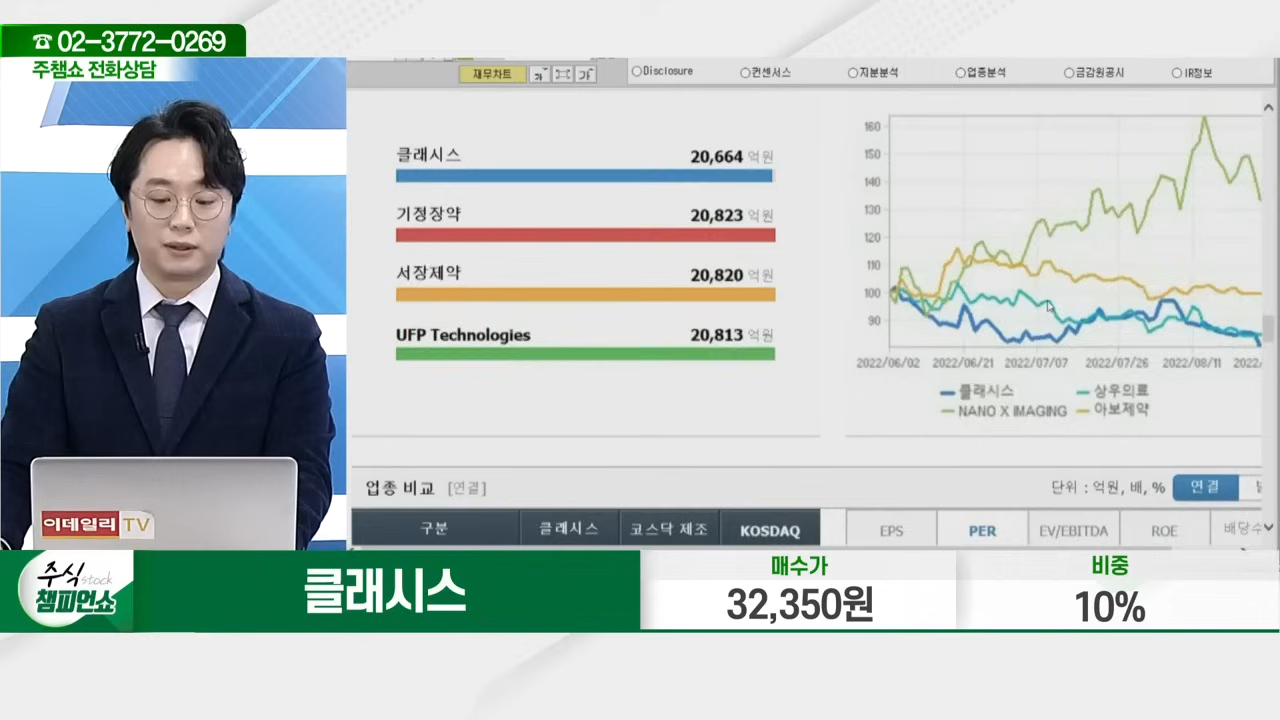 ☎ 02-3772-0269
주챔쇼 전화상담
재무차트
가
가
Disclosure
컨센서스
지분분석
업종분석
금감원공시
IR정보
클래시스 20,664 억원
기정장약 20,823 억원
서장제약 20,820 억원
UFP Technologies 20,813 억원
160
150
140
130
120
110
100
90
2022/06/02 2022/06/21 2022/07/07 2022/07/26 2022/08/11 2022/
클래시스 상우의료
NANO X IMAGING 아보제약
업종 비교 [연결]
단위 : 억원, 배, % 연결
구분 클래시스 코스닥 제조 KOSDAQ EPS PER EV/EBITDA ROE 배당수
이데일리 TV
주식 stock
챔피언쇼
클래시스
매수가
32,350원
비중
10%